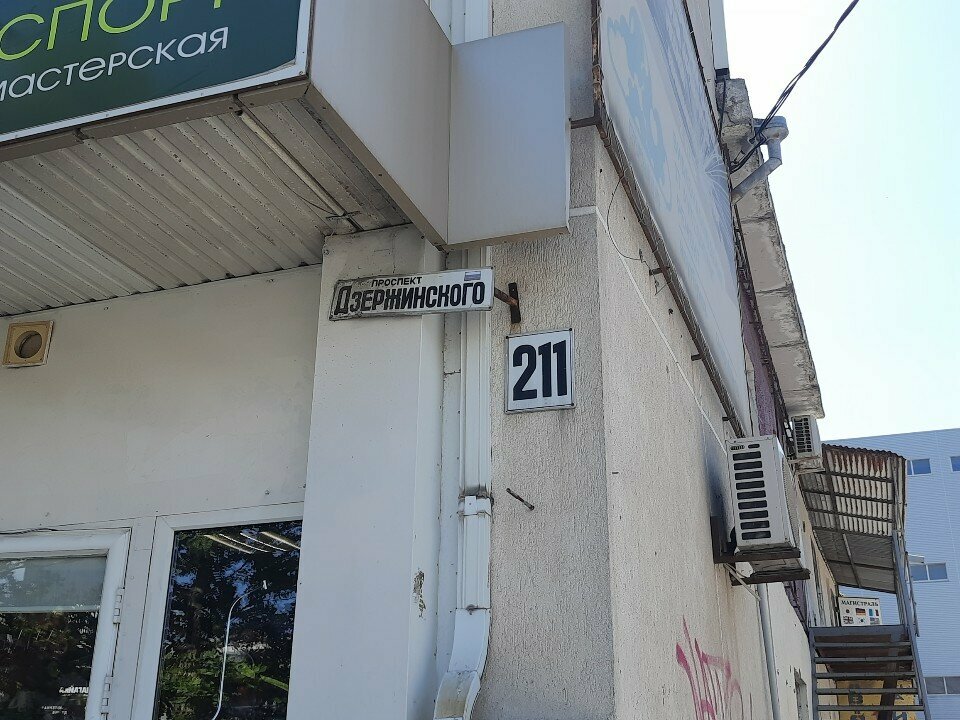 СПОРТ
мастерская
ПРОСПЕКТ
ДЗЕРЖИНСКОГО
211
МАГИСТРАЛЬ